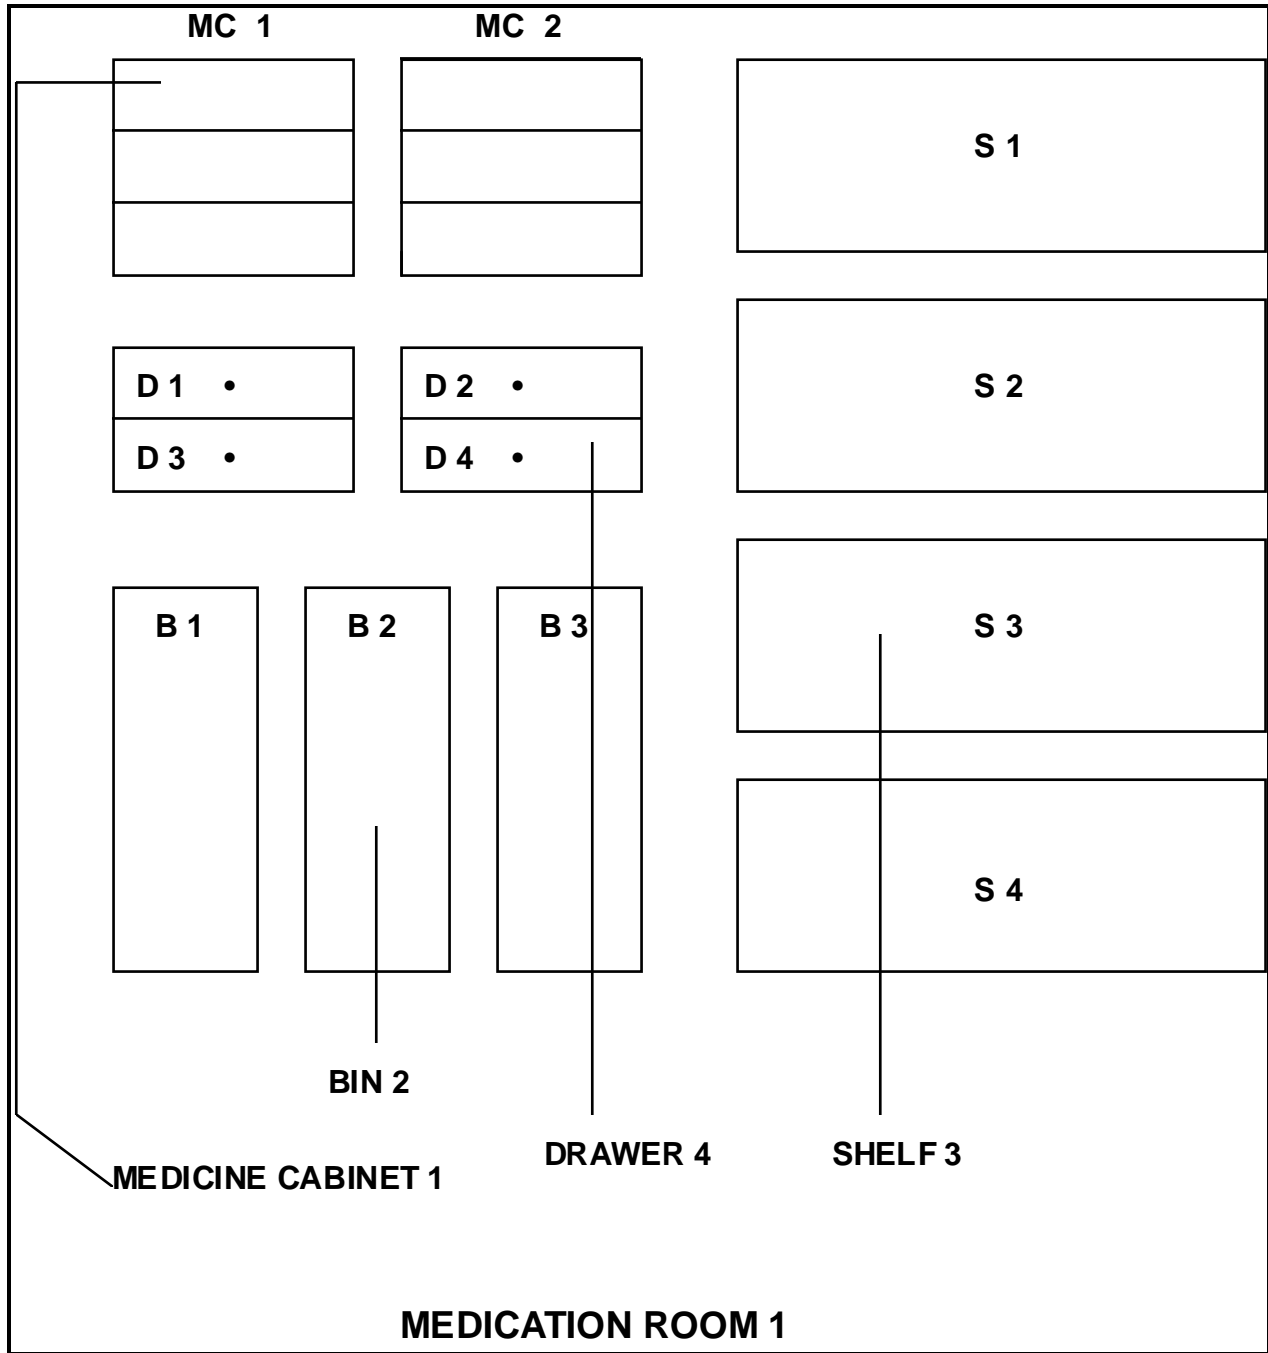 MC 1
MC 2
S 1
D 1 •
D 2 •
S 2
D 3 •
D 4 •
B 1
B 2
B 3
S 3
S 4
BIN 2
DRAWER 4
SHELF 3
MEDICINE CABINET 1
MEDICATION ROOM 1